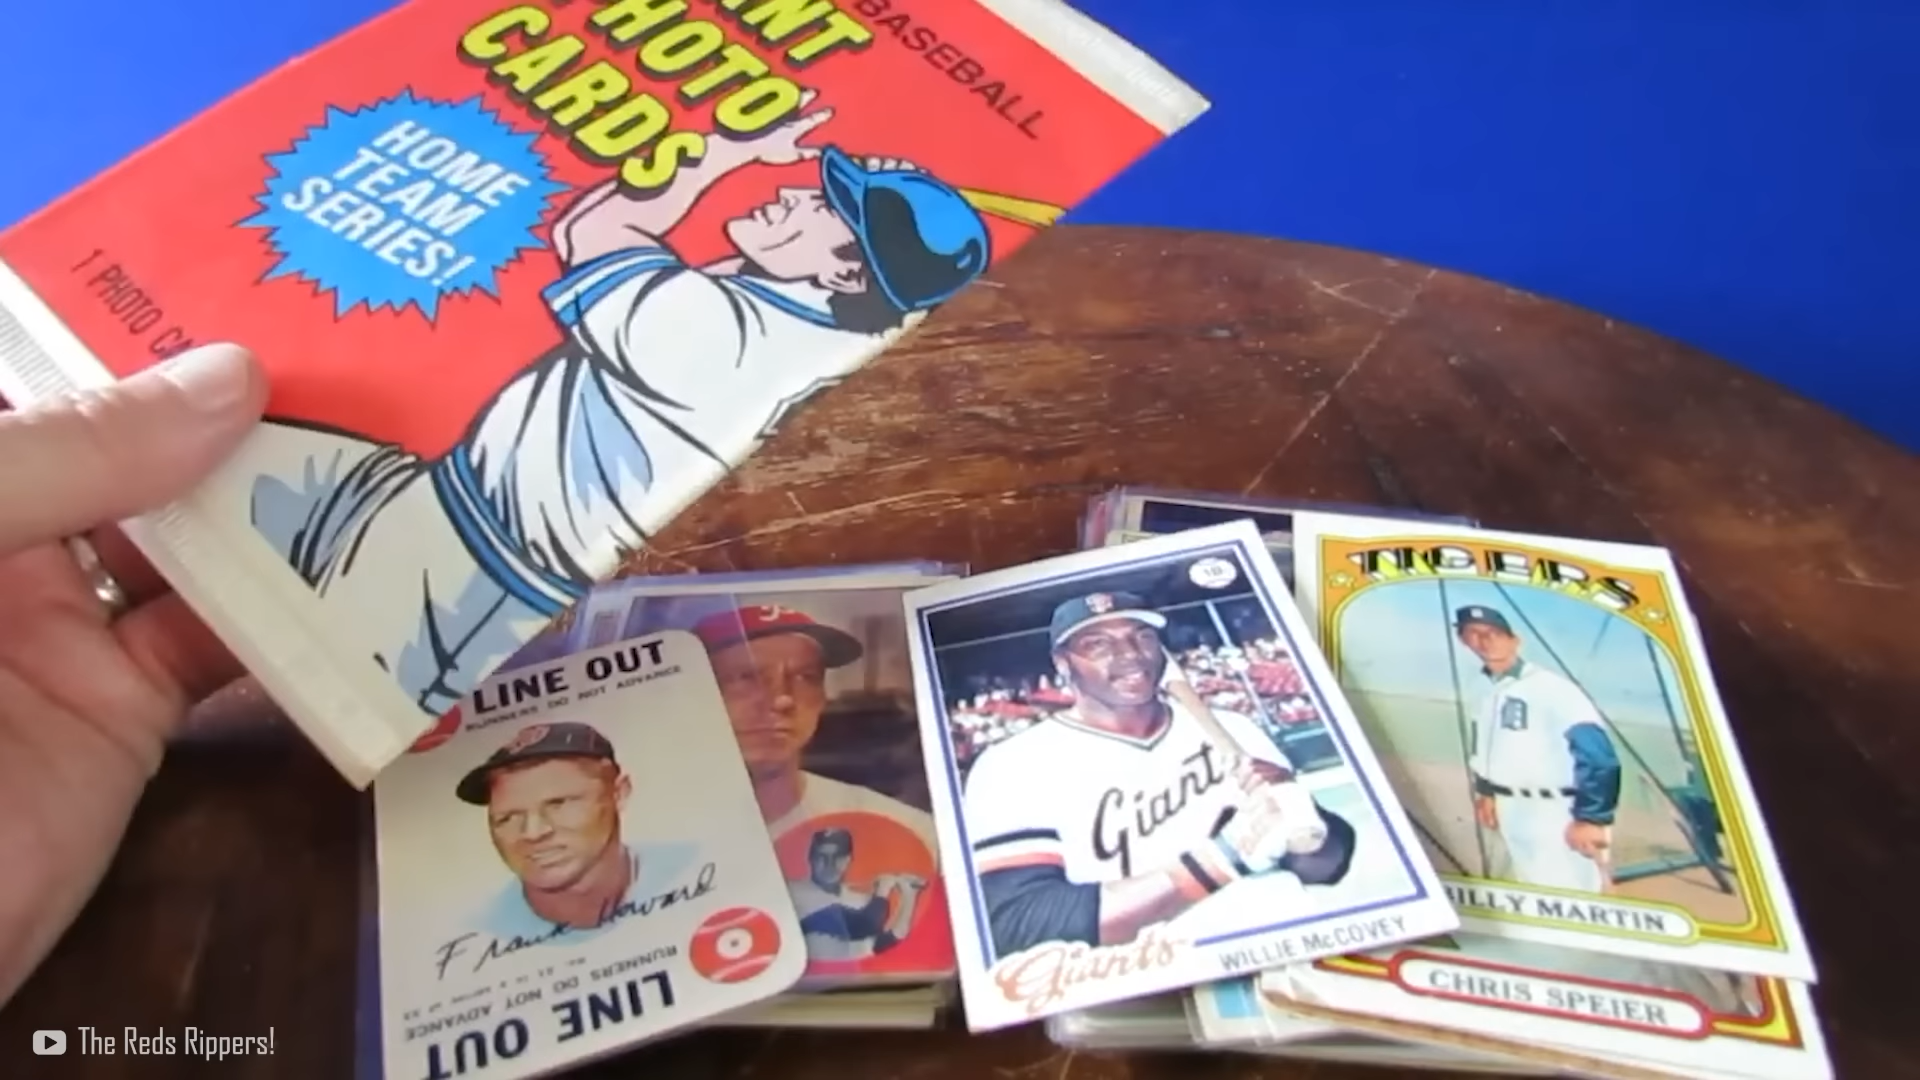 BASEBALL
PHOTO
CARDS
HOME
TEAM
SERIES!
1 PHOTO
LINE OUT
RUNNERS DO NOT ADVANCE
Frank Howard
RUNNERS DO NOT ADVANCE
LINE OUT
Giants
Giants
WILLIE McCOVEY
TIGERS
BILLY MARTIN
CHRIS SPEIER
The Reds Rippers!